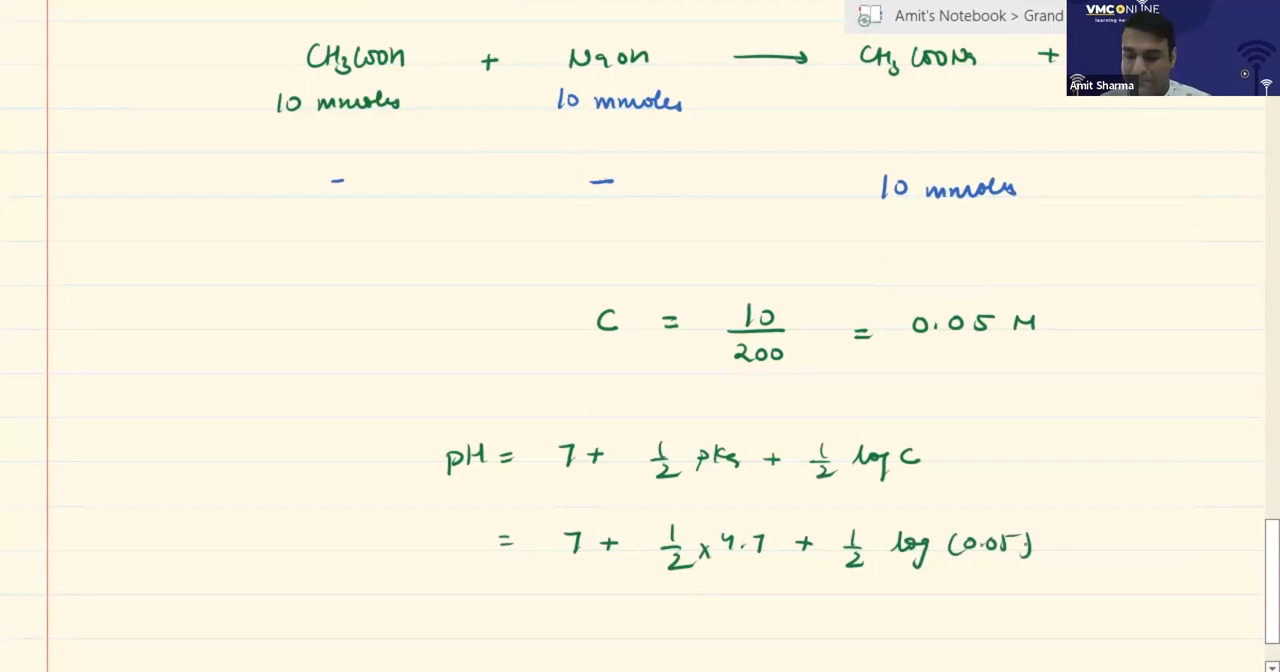 Amit's Notebook > Grand
VMC ONLINE
Amit Sharma
CH3COOH + NaOH ⟶ CH3COONa +
10 mmoles 10 mmoles
- - 10 mmoles
C = 10/200 = 0.05 M
pH = 7 + 1/2 pKa + 1/2 log C
= 7 + 1/2 × 4.7 + 1/2 log (0.05)